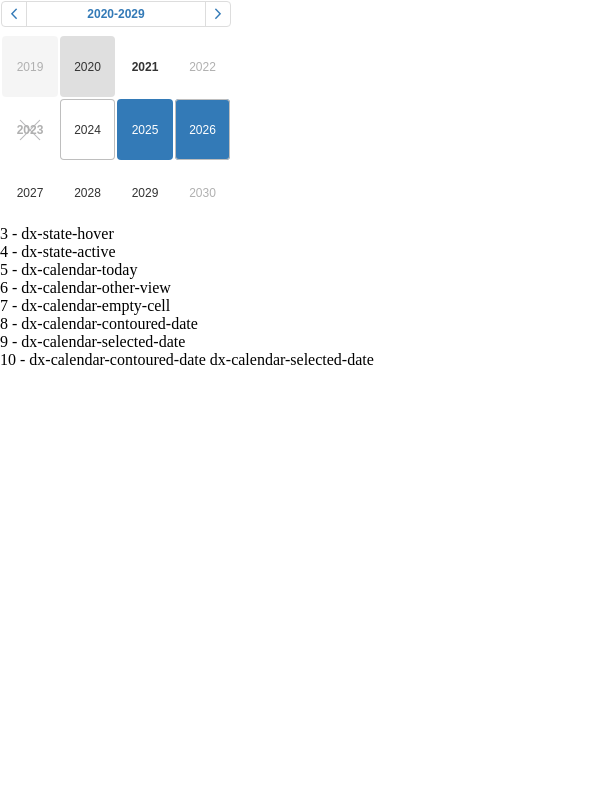 2020-2029
2019 2020 2021 2022
2023 2024 2025 2026
2027 2028 2029 2030
3 - dx-state-hover
4 - dx-state-active
5 - dx-calendar-today
6 - dx-calendar-other-view
7 - dx-calendar-empty-cell
8 - dx-calendar-contoured-date
9 - dx-calendar-selected-date
10 - dx-calendar-contoured-date dx-calendar-selected-date